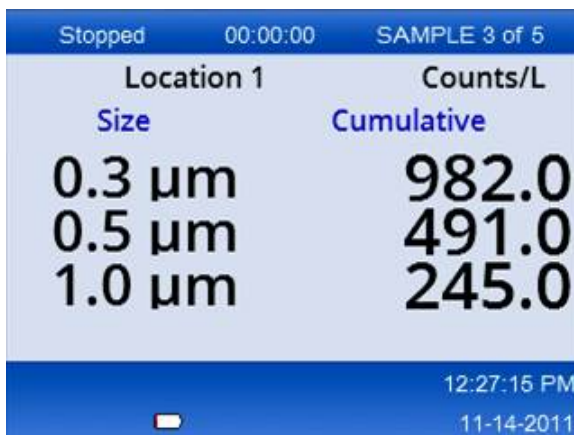 Stopped 00:00:00 SAMPLE 3 of 5
Location 1 Counts/L
Size Cumulative
0.3 µm 982.0
0.5 µm 491.0
1.0 µm 245.0
12:27:15 PM
11-14-2011